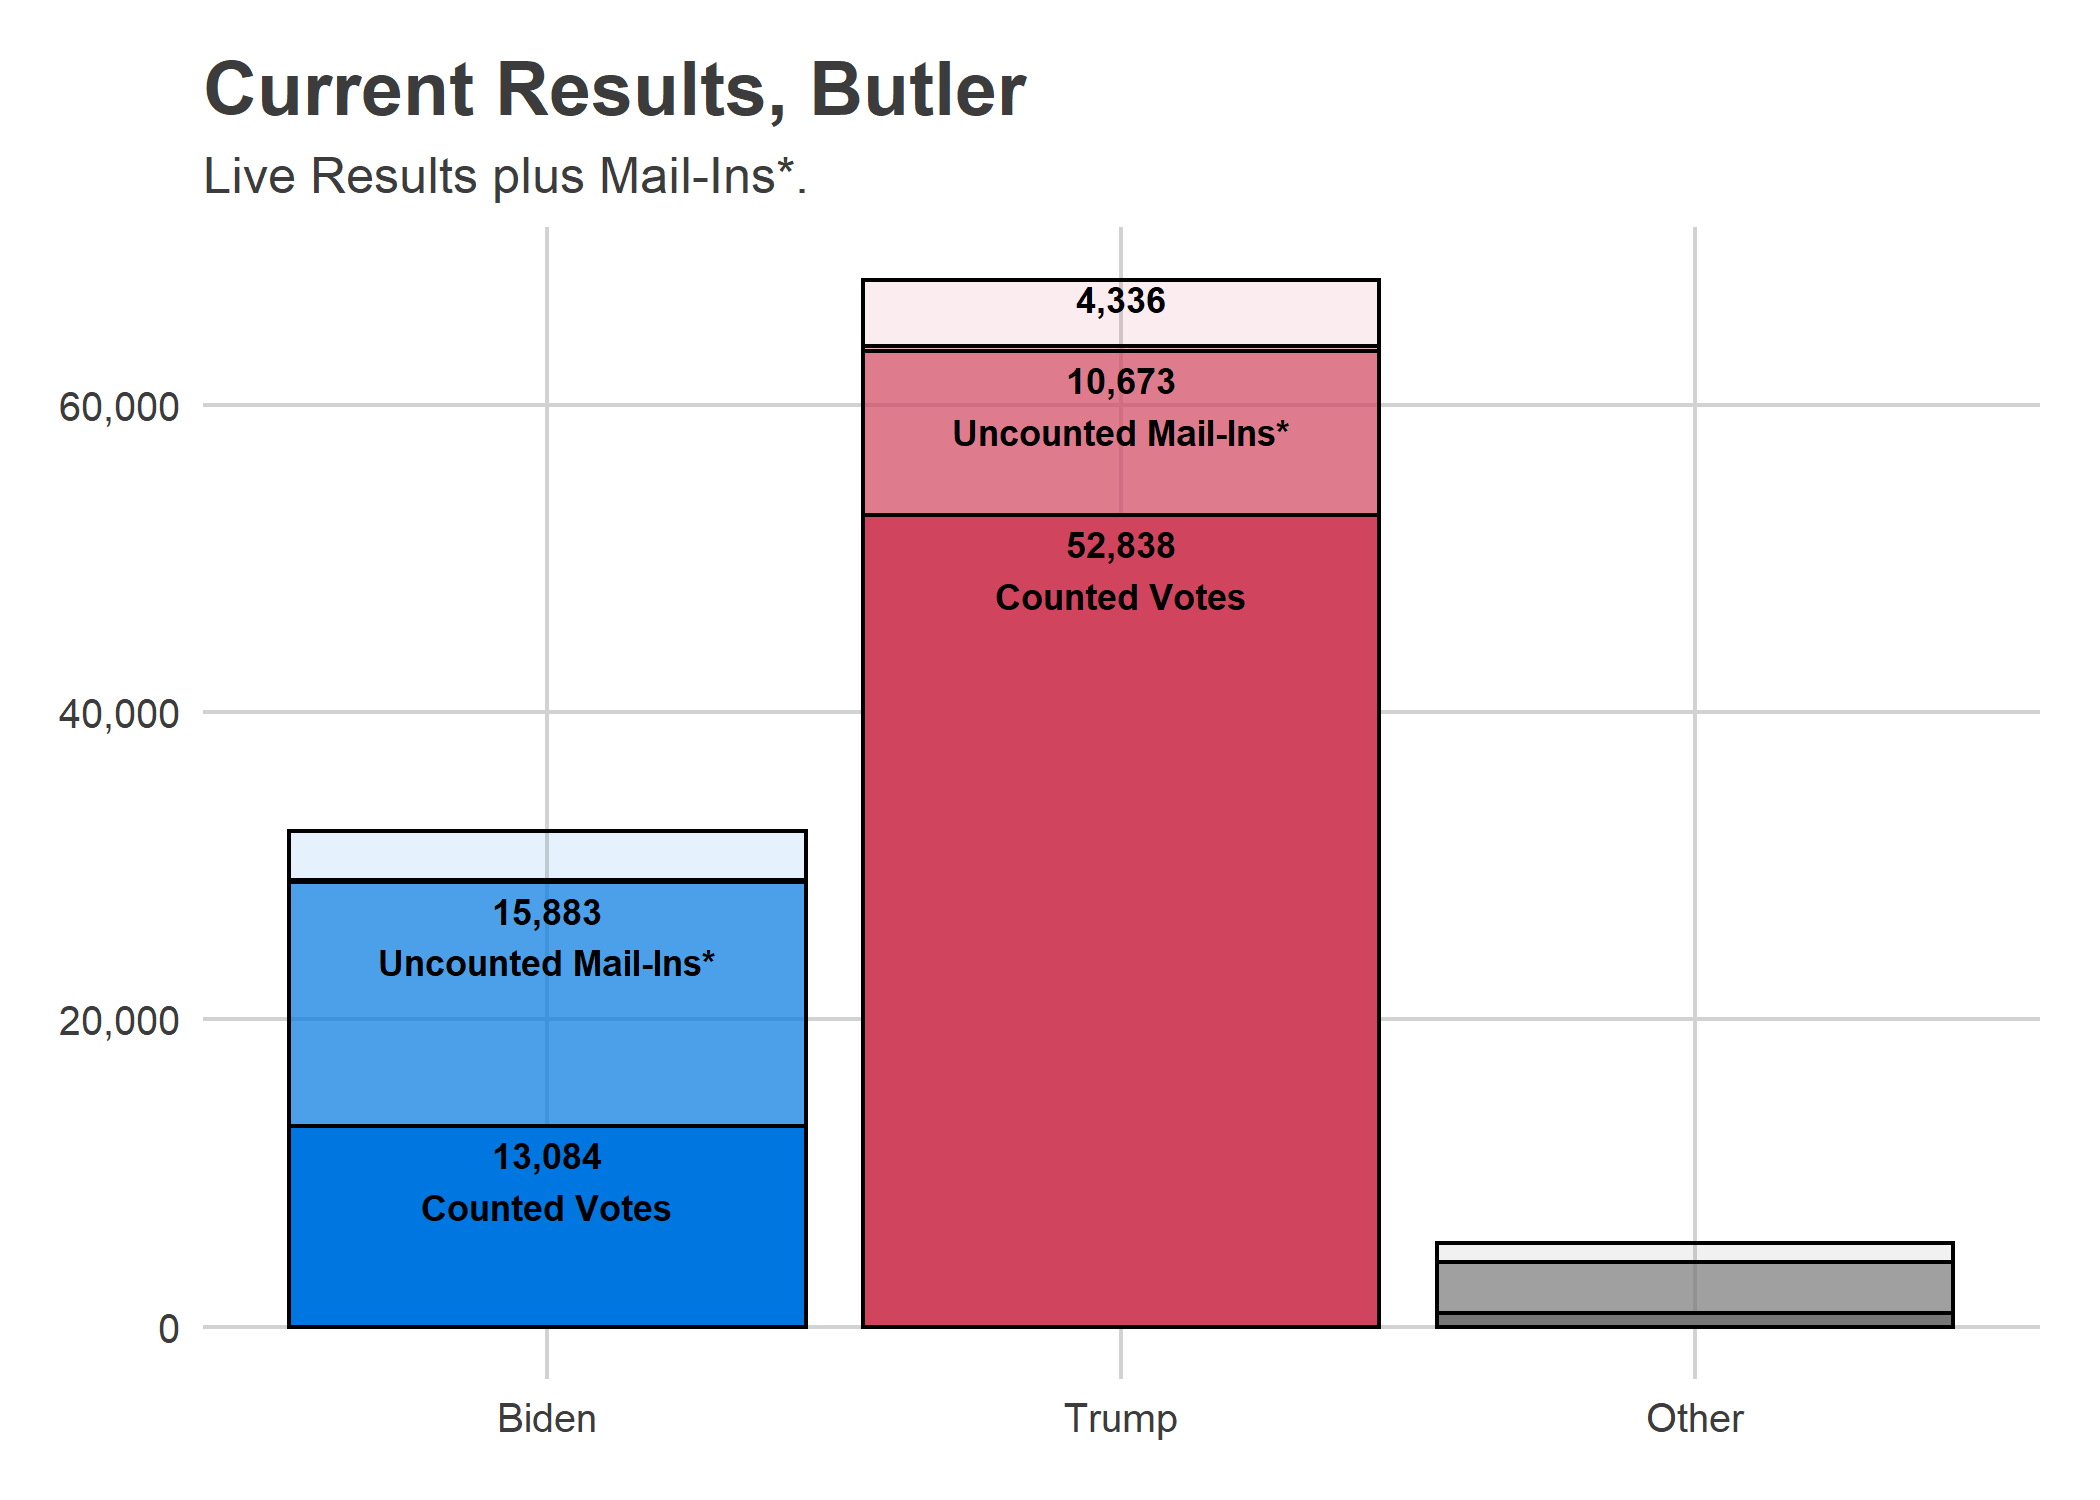 Current Results, Butler
Live Results plus Mail-Ins*.
4,336
10,673
Uncounted Mail-Ins*
52,838
Counted Votes
15,883
Uncounted Mail-Ins*
13,084
Counted Votes
60,000
40,000
20,000
0
Biden
Trump
Other